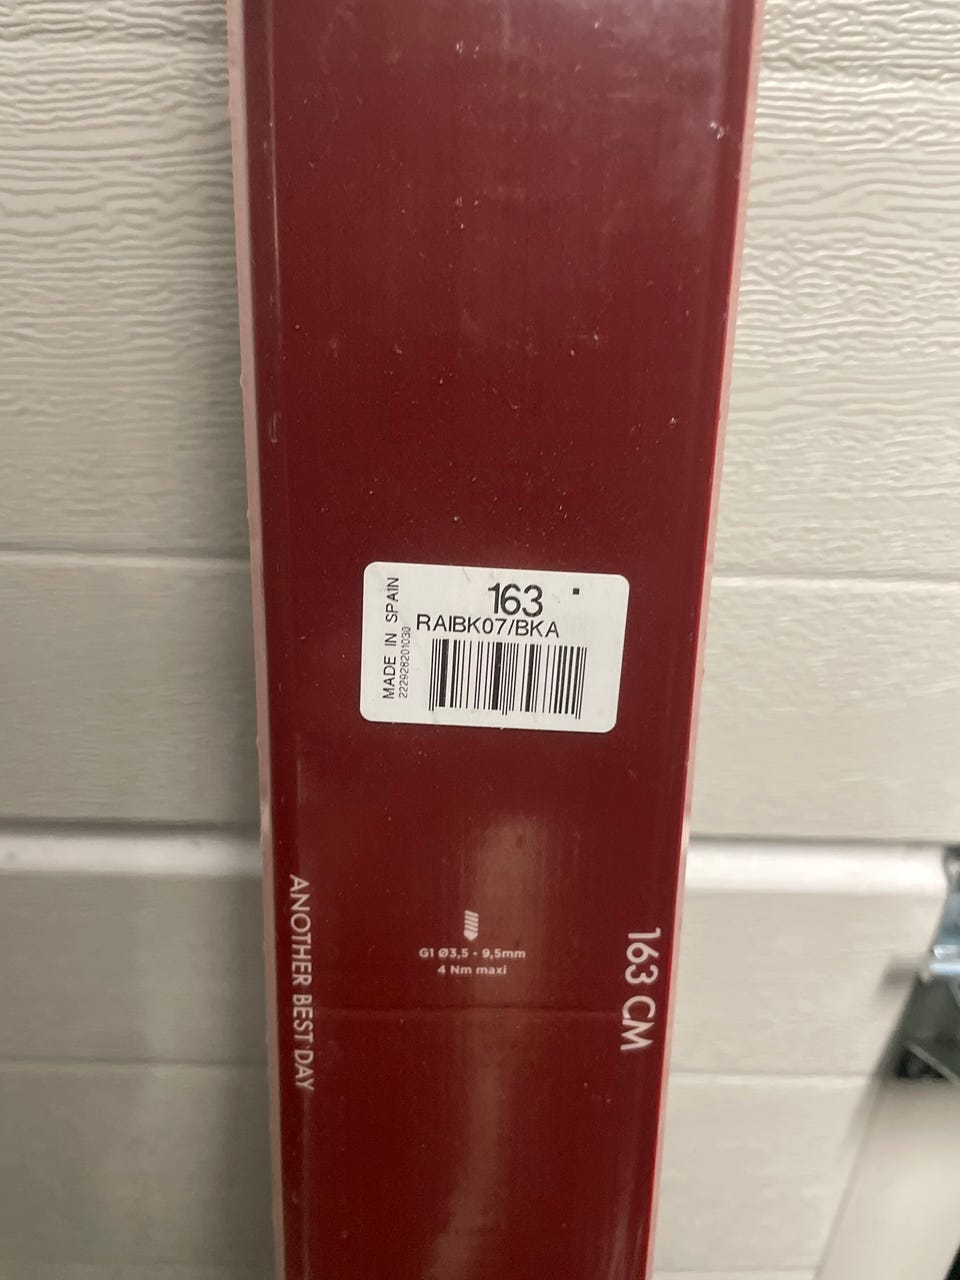 163
RAIBK07/BKA
MADE IN SPAIN
222928201030
G1 Ø3,5 - 9,5mm
4 Nm maxi
163 CM
ANOTHER BEST DAY